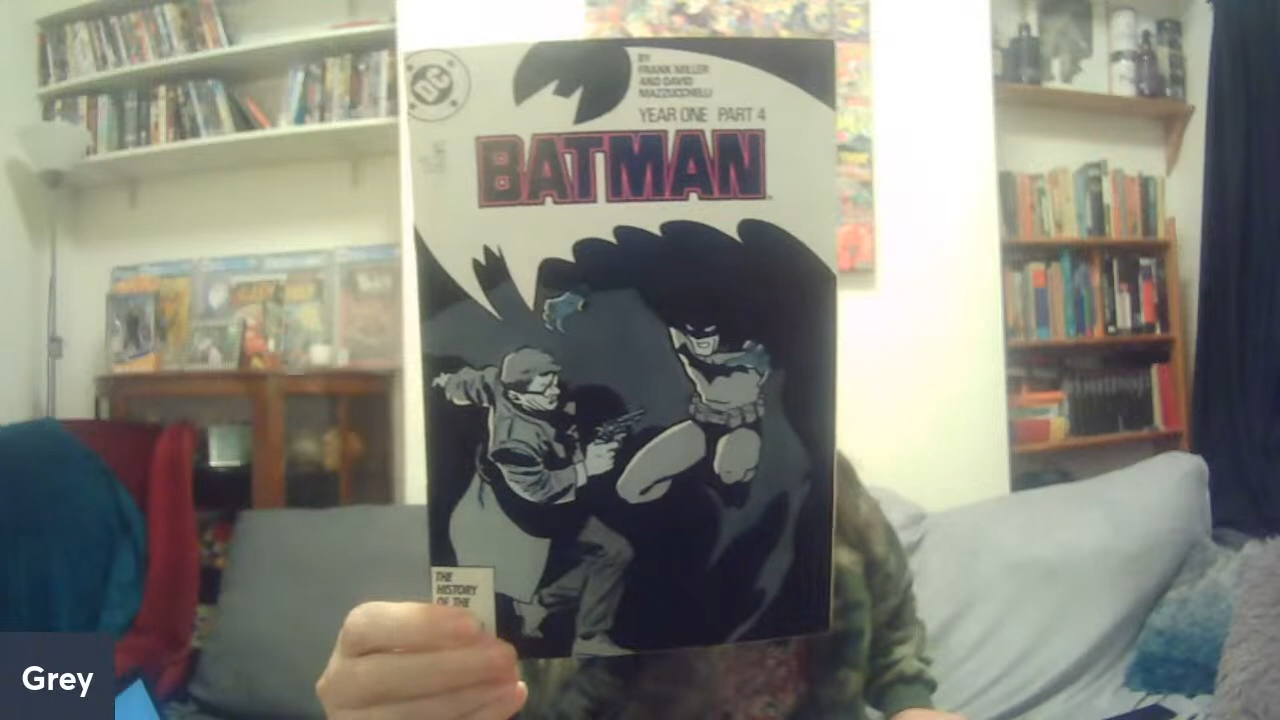 DC
BY
FRANK MILLER
AND DAVID
MAZZUCCHELLI
YEAR ONE PART 4
BATMAN
THE
HISTORY
OF THE
Grey